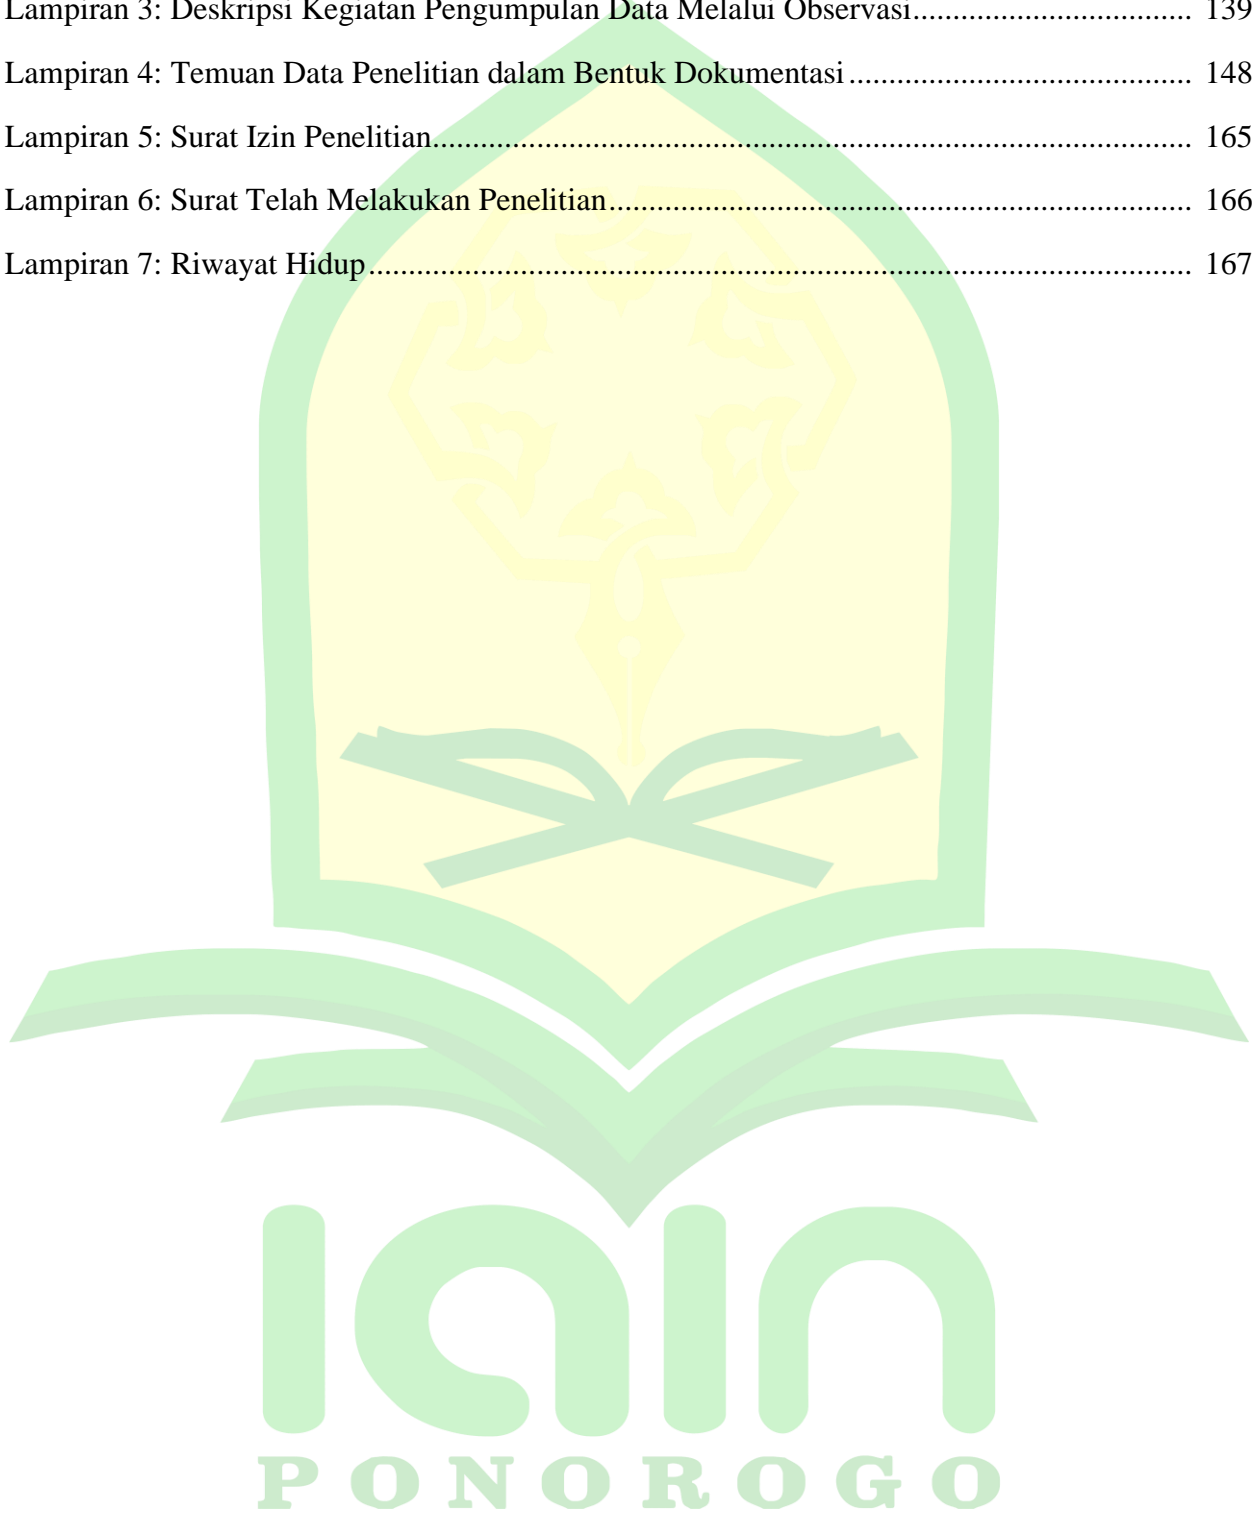 Lampiran 3: Deskripsi Kegiatan Pengumpulan Data Melalui Observasi................................... 139
Lampiran 4: Temuan Data Penelitian dalam Bentuk Dokumentasi........................................... 148
Lampiran 5: Surat Izin Penelitian................................................................................................ 165
Lampiran 6: Surat Telah Melakukan Penelitian......................................................................... 166
Lampiran 7: Riwayat Hidup........................................................................................................ 167
iain
PONOROGO